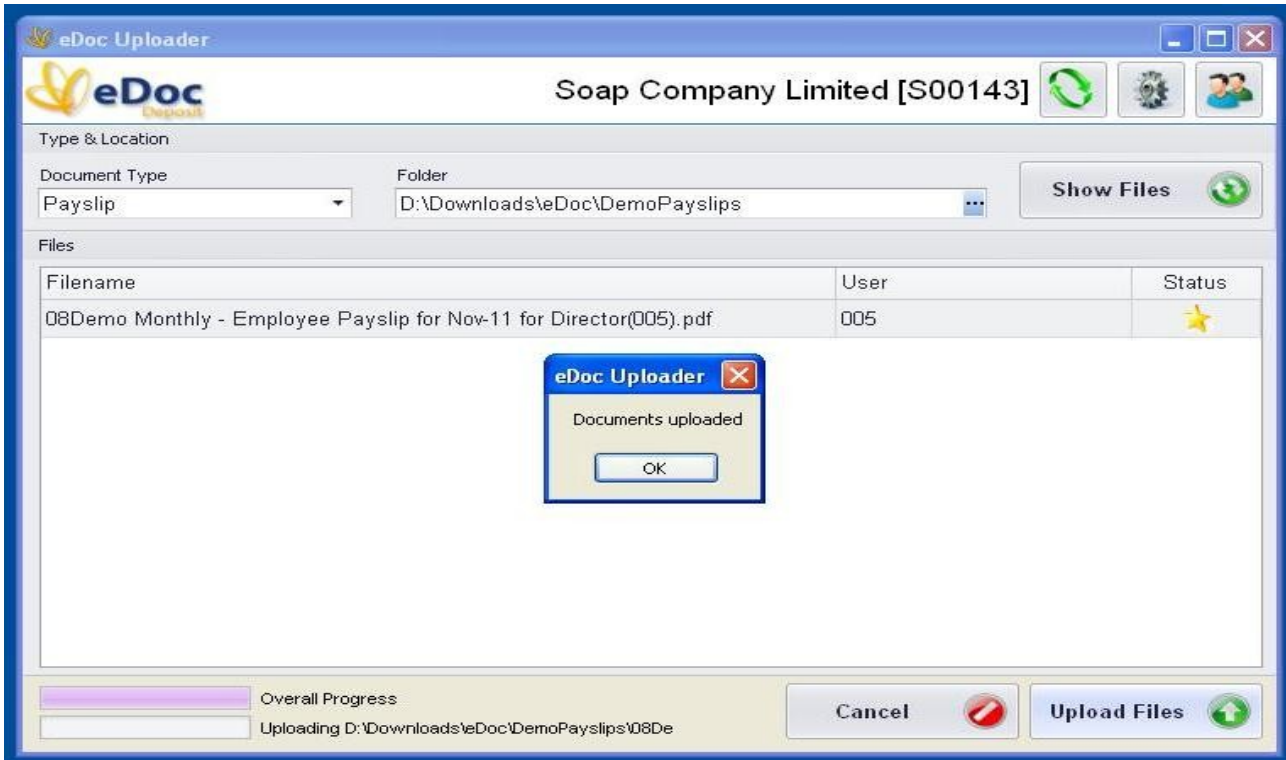 eDoc Uploader
eDoc
Deposit
Soap Company Limited [S00143]
Type & Location
Document Type
Folder
Payslip
D:\Downloads\eDoc\DemoPayslips
...
Show Files
Files
Filename
User
Status
08Demo Monthly - Employee Payslip for Nov-11 for Director(005).pdf
005
eDoc Uploader
Documents uploaded
OK
Overall Progress
Uploading D:\Downloads\eDoc\DemoPayslips\08De
Cancel
Upload Files